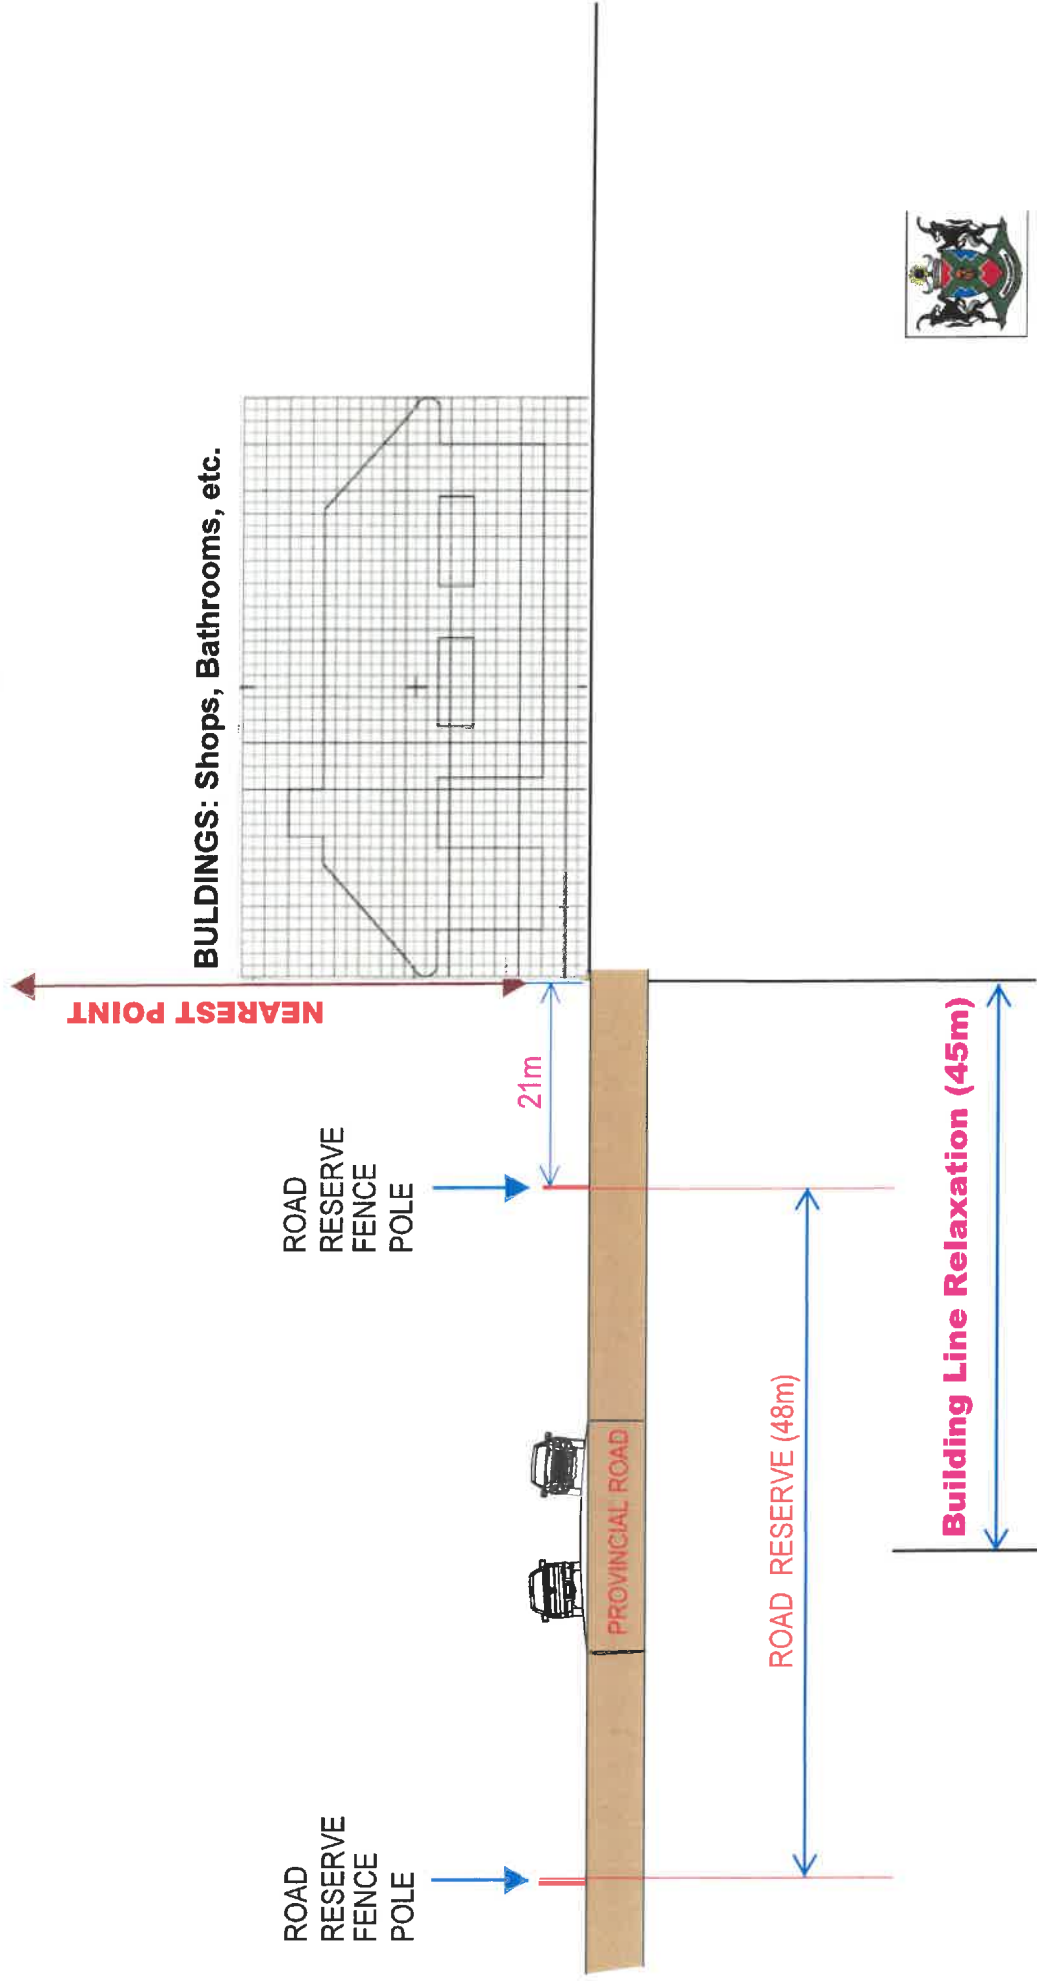 BULDINGS: Shops, Bathrooms, etc.
NEAREST POINT
ROAD
RESERVE
FENCE
POLE
ROAD
RESERVE
FENCE
POLE
21m
PROVINCIAL ROAD
ROAD RESERVE (48m)
Building Line Relaxation (45m)